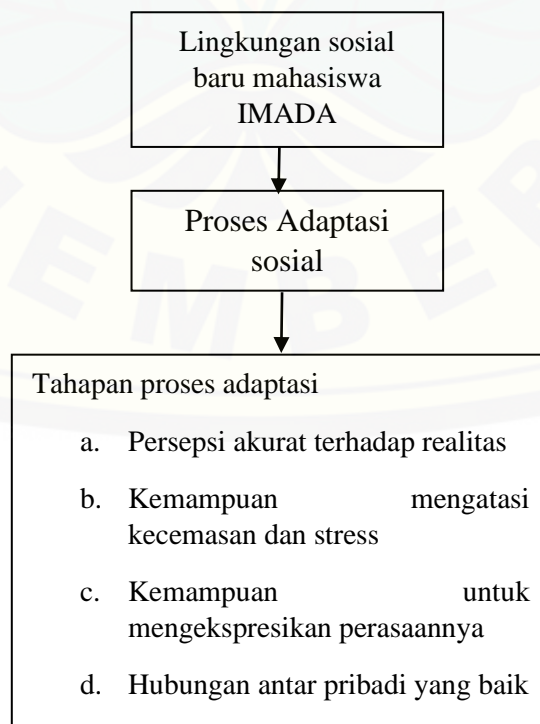 Lingkungan sosial
baru mahasiswa
IMADA
Proses Adaptasi
sosial
Tahapan proses adaptasi
a. Persepsi akurat terhadap realitas
b. Kemampuan mengatasi
kecemasan dan stress
c. Kemampuan untuk
mengekspresikan perasaannya
d. Hubungan antar pribadi yang baik